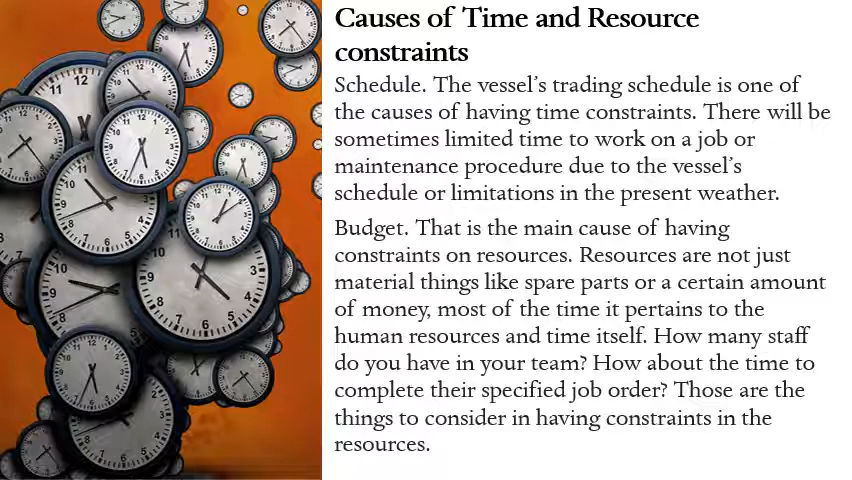 Causes of Time and Resource
constraints
Schedule. The vessel's trading schedule is one of
the causes of having time constraints. There will be
sometimes limited time to work on a job or
maintenance procedure due to the vessel's
schedule or limitations in the present weather.
Budget. That is the main cause of having
constraints on resources. Resources are not just
material things like spare parts or a certain amount
of money, most of the time it pertains to the
human resources and time itself. How many staff
do you have in your team? How about the time to
complete their specified job order? Those are the
things to consider in having constraints in the
resources.